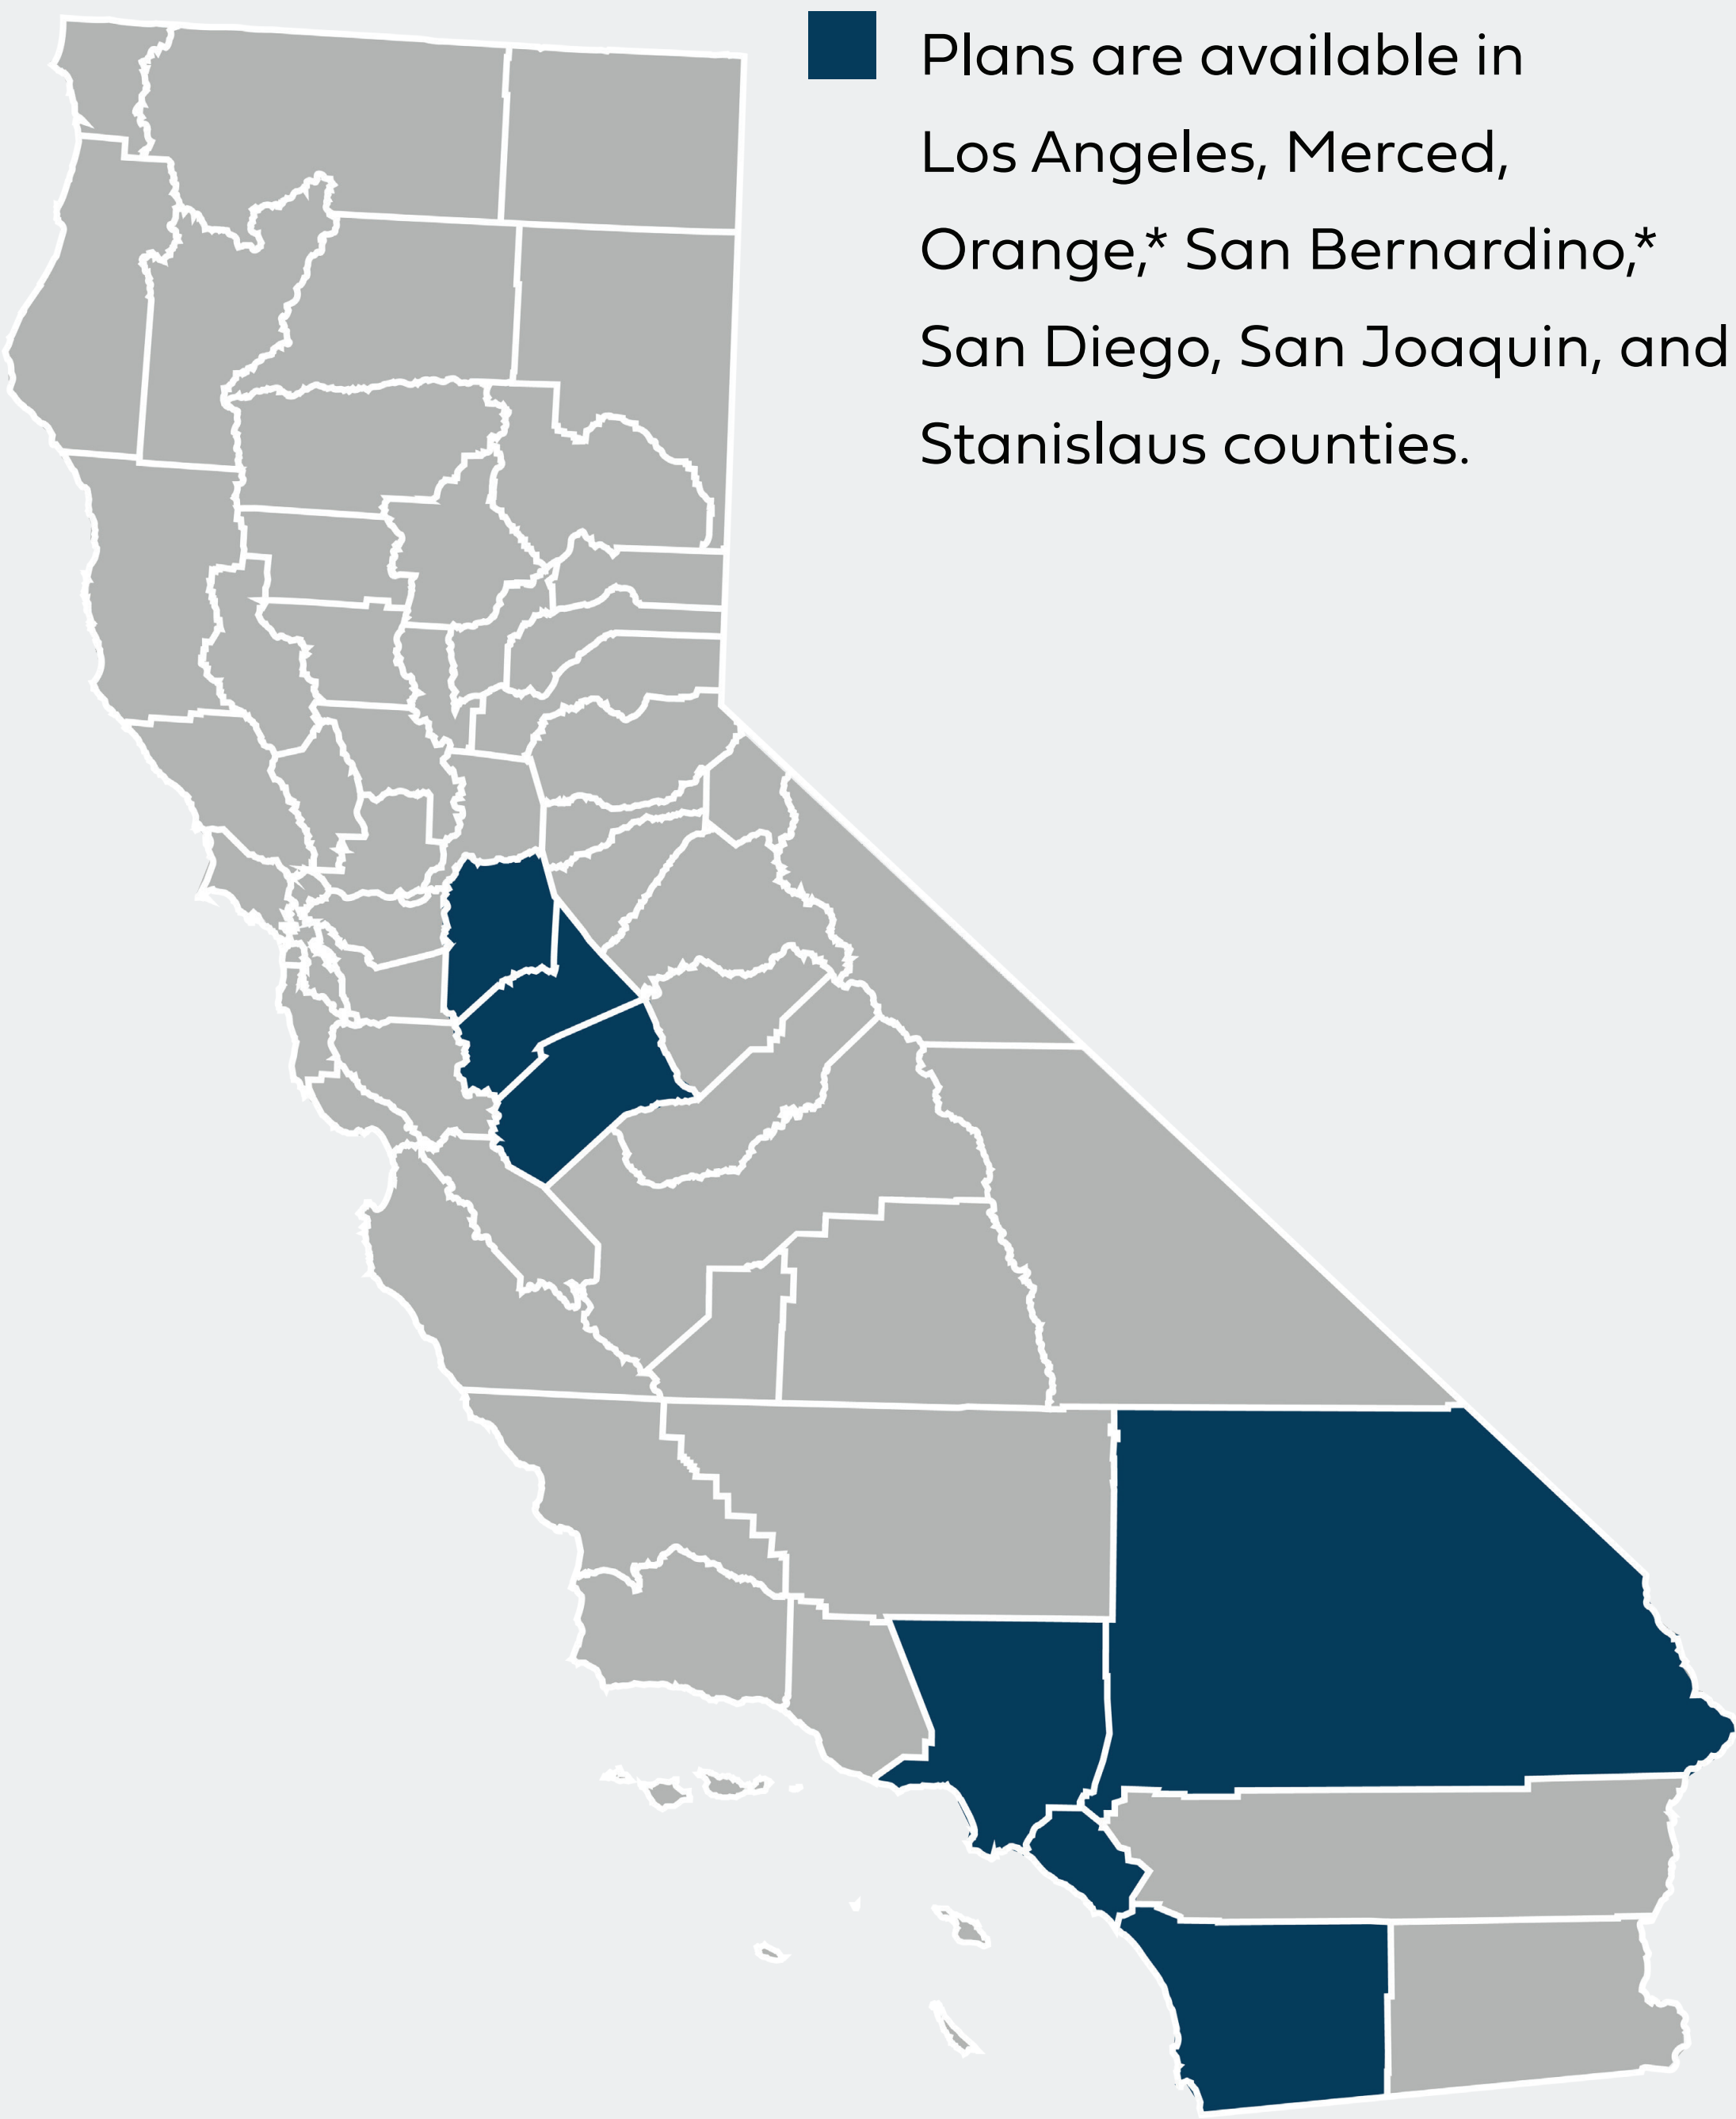 Plans are available in
Los Angeles, Merced,
Orange,* San Bernardino,*
San Diego, San Joaquin, and
Stanislaus counties.